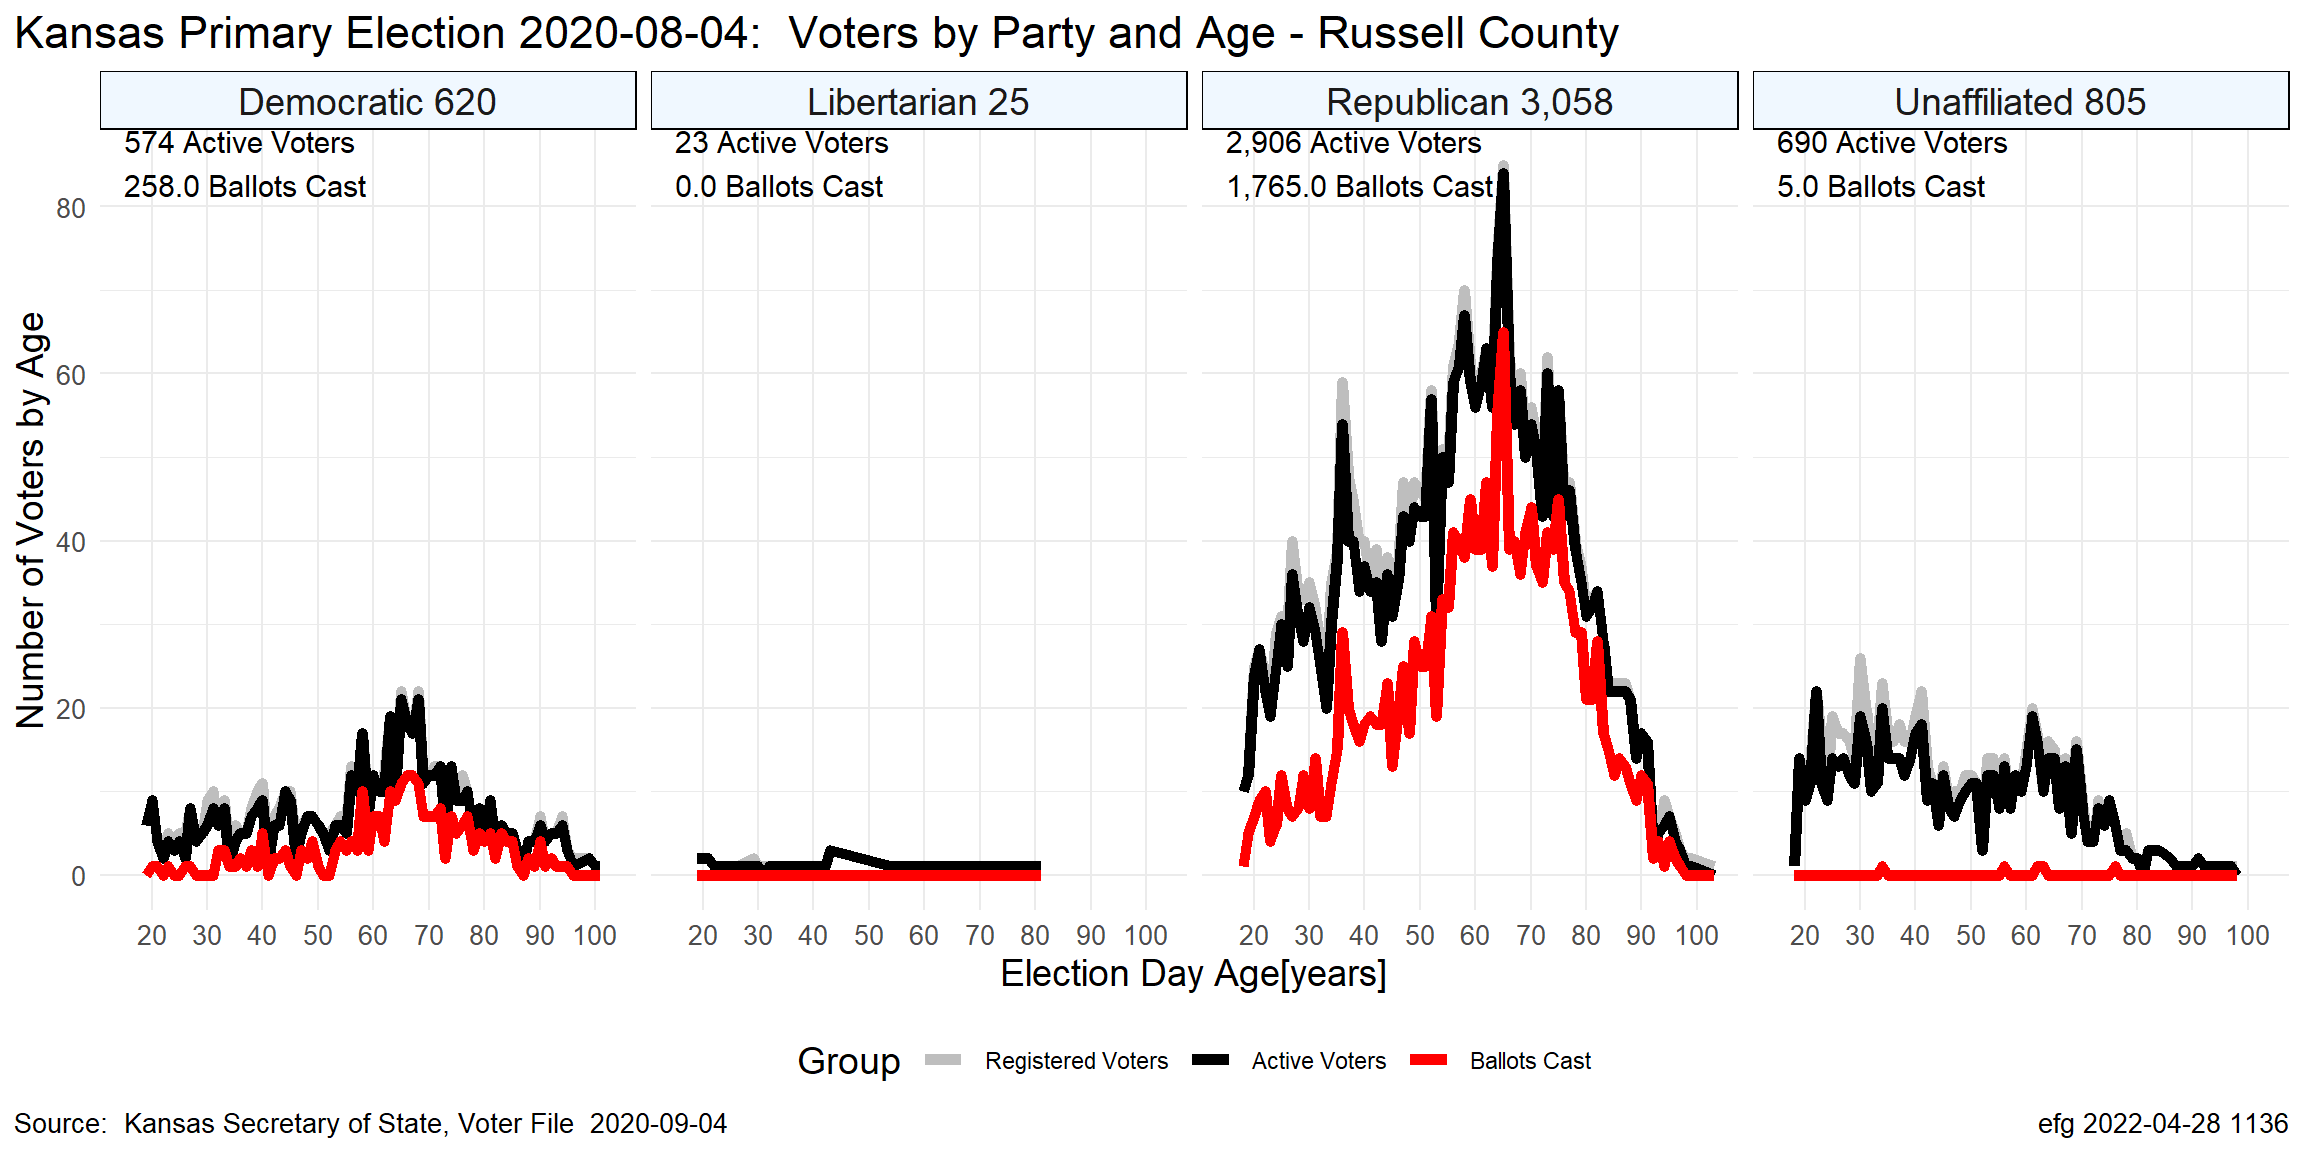 Kansas Primary Election 2020-08-04:  Voters by Party and Age - Russell County
Democratic 620
Libertarian 25
Republican 3,058
Unaffiliated 805
574 Active Voters
258.0 Ballots Cast
23 Active Voters
0.0 Ballots Cast
2,906 Active Voters
1,765.0 Ballots Cast
690 Active Voters
5.0 Ballots Cast
Number of Voters by Age
80
60
40
20
0
20 30 40 50 60 70 80 90 100
20 30 40 50 60 70 80 90 100
20 30 40 50 60 70 80 90 100
20 30 40 50 60 70 80 90 100
Election Day Age[years]
Group Registered Voters Active Voters Ballots Cast
Source:  Kansas Secretary of State, Voter File  2020-09-04
efg 2022-04-28 1136